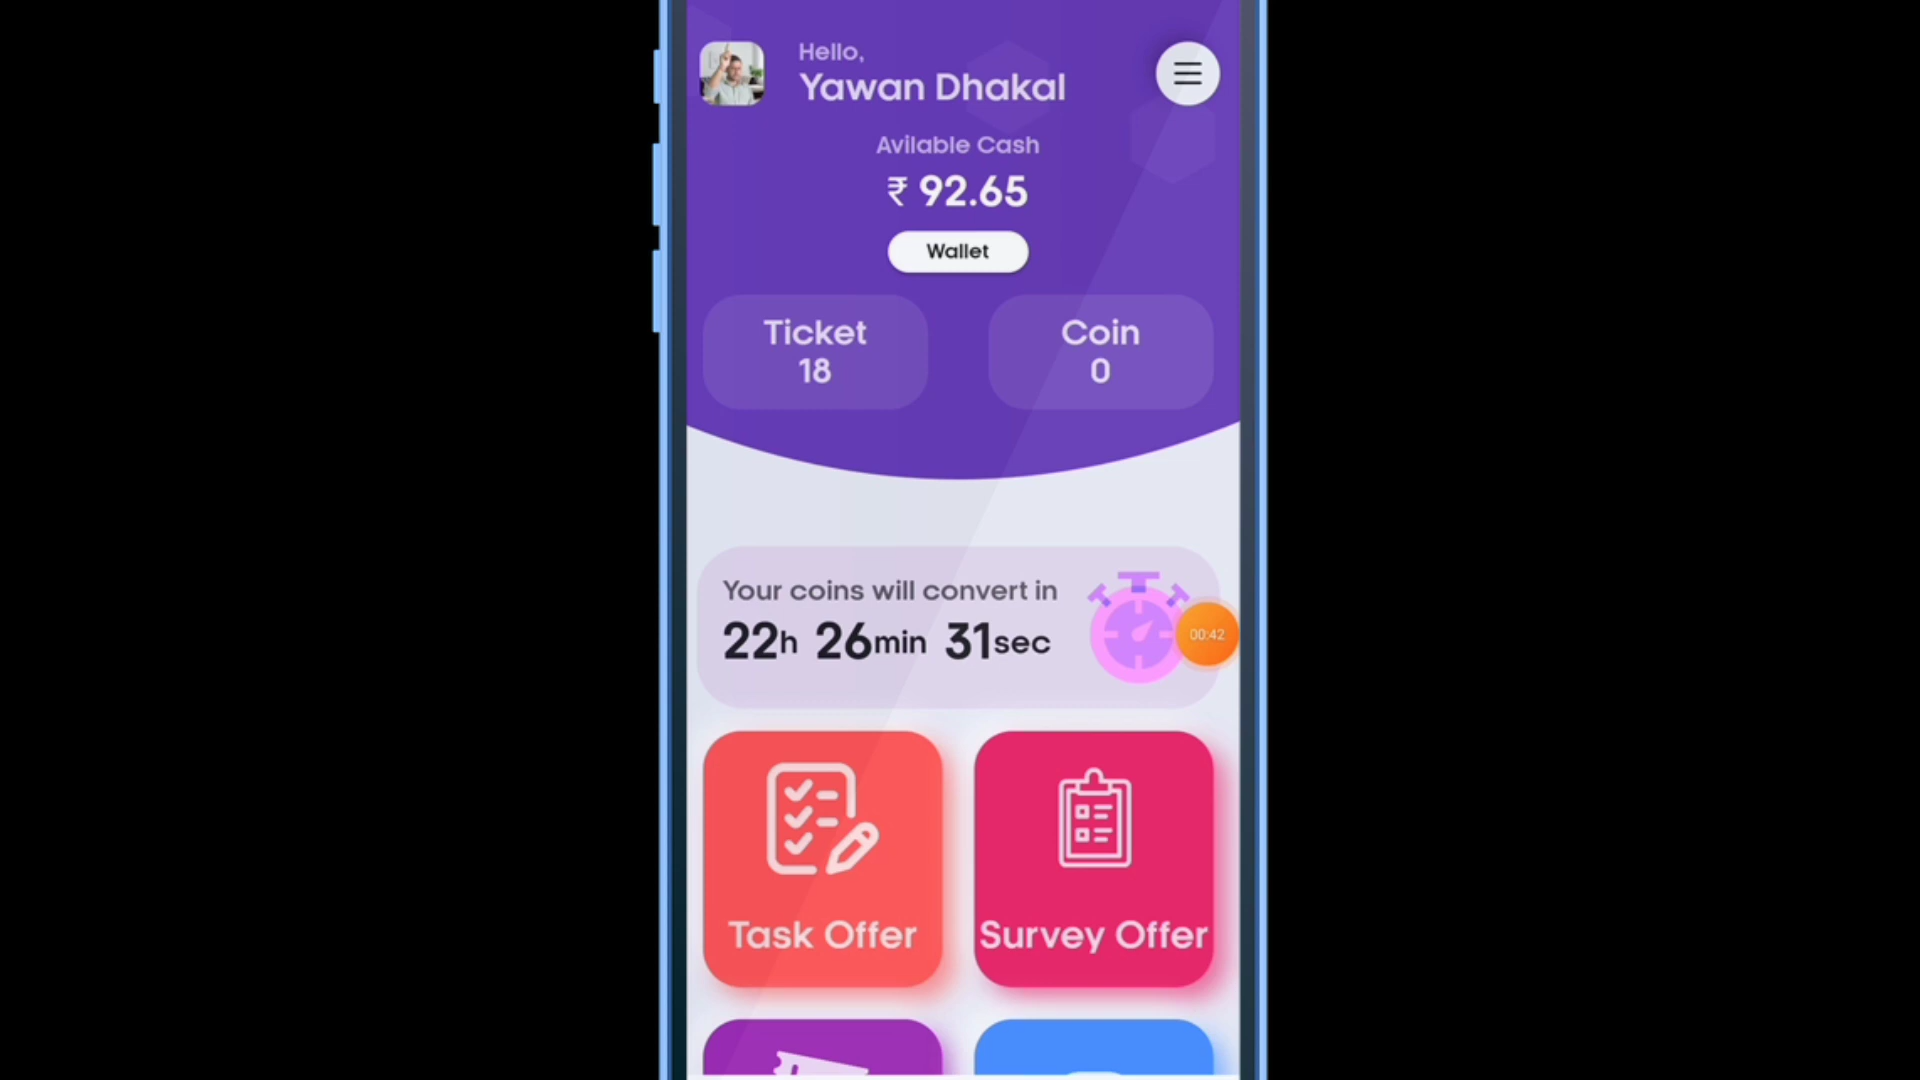 Hello,
Yawan Dhakal
Avilable Cash
₹ 92.65
Wallet
Ticket
18
Coin
0
Your coins will convert in
22h 26min 31sec
00:42
Task Offer
Survey Offer